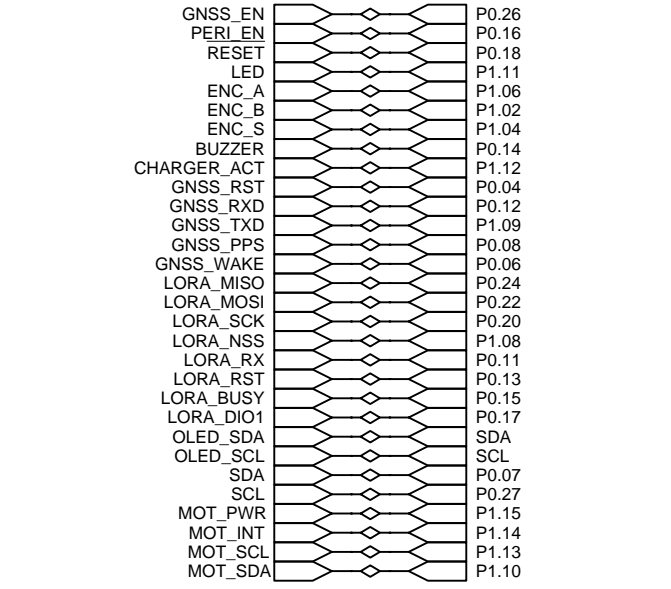 GNSS_EN P0.26
PERI_EN P0.16
RESET P0.18
LED P1.11
ENC_A P1.06
ENC_B P1.02
ENC_S P1.04
BUZZER P0.14
CHARGER_ACT P1.12
GNSS_RST P0.04
GNSS_RXD P0.12
GNSS_TXD P1.09
GNSS_PPS P0.08
GNSS_WAKE P0.06
LORA_MISO P0.24
LORA_MOSI P0.22
LORA_SCK P0.20
LORA_NSS P1.08
LORA_RX P0.11
LORA_RST P0.13
LORA_BUSY P0.15
LORA_DIO1 P0.17
OLED_SDA SDA
OLED_SCL SCL
SDA P0.07
SCL P0.27
MOT_PWR P1.15
MOT_INT P1.14
MOT_SCL P1.13
MOT_SDA P1.10